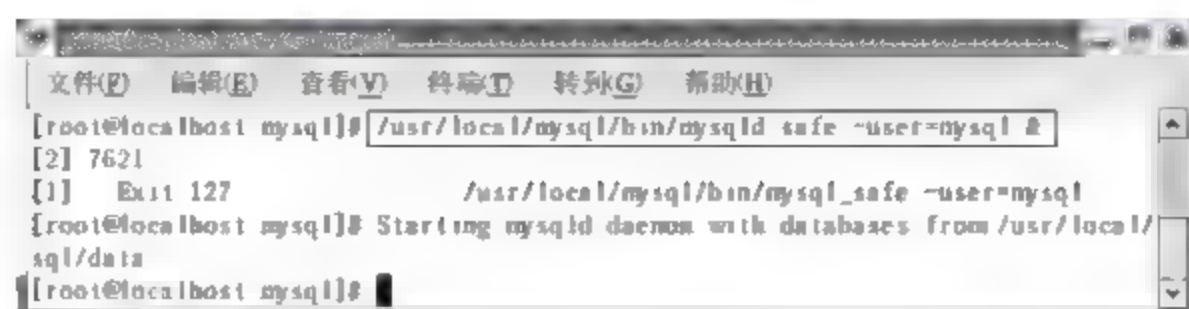 文件(F) 编辑(E) 查看(V) 终端(T) 转到(G) 帮助(H)
[root@localhost mysql]# /usr/local/mysql/bin/mysqld safe ~user=mysql &
[2] 7621
[1] Exit 127 /usr/local/mysql/bin/mysql_safe ~user=mysql
[root@localhost mysql]# Starting mysqld daemon with databases from /usr/local/
sql/data
[root@localhost mysql]#